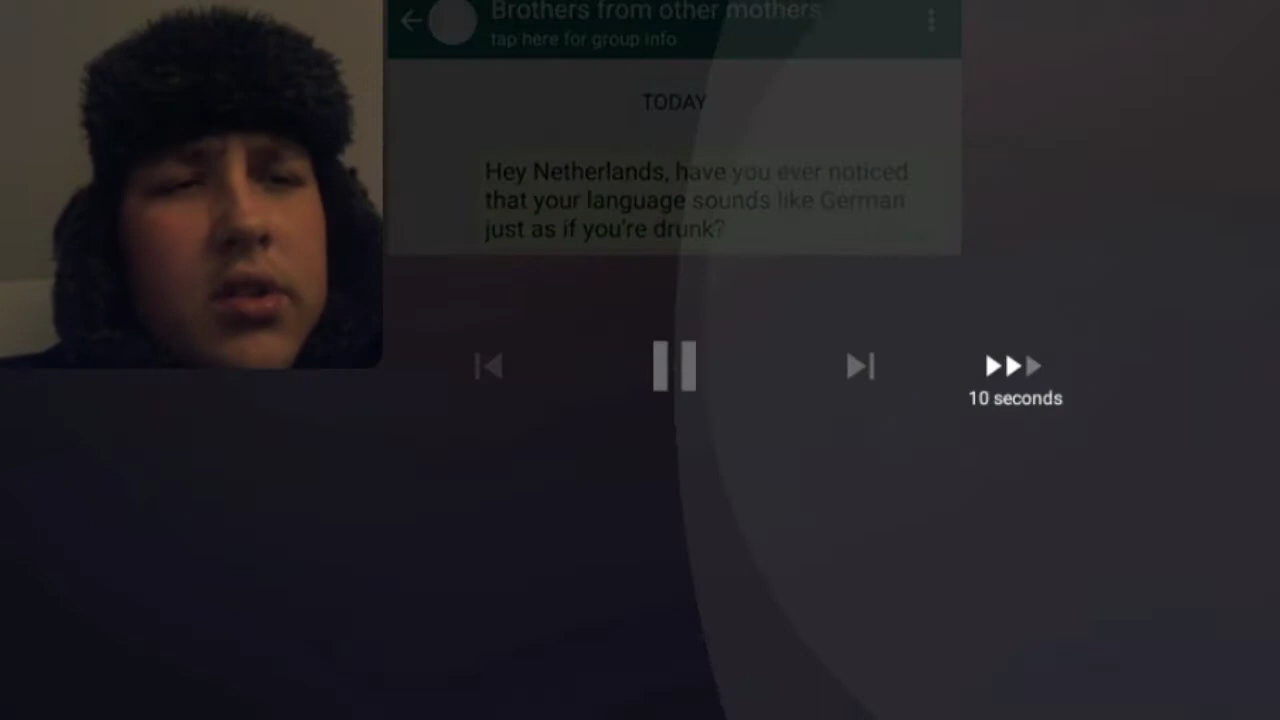 Brothers from other mothers
tap here for group info
TODAY
Hey Netherlands, have you ever noticed
that your language sounds like German
just as if you're drunk?
10 seconds